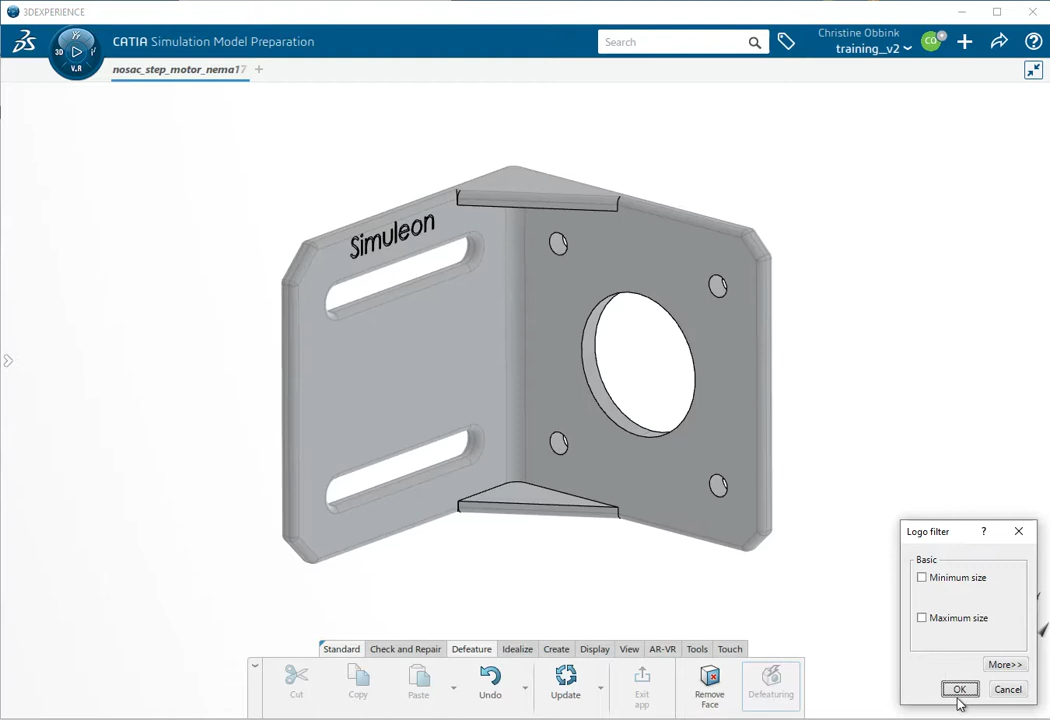 3DEXPERIENCE
3D
V.R
CATIA Simulation Model Preparation
Search
Christine Obbink
training_v2
CO
nosac_step_motor_nema17
Simuleon
Logo filter
Basic
Minimum size
Maximum size
More>>
OK
Cancel
Standard
Check and Repair
Defeature
Idealize
Create
Display
View
AR-VR
Tools
Touch
Cut
Copy
Paste
Undo
Update
Exit
app
Remove
Face
Defeaturing